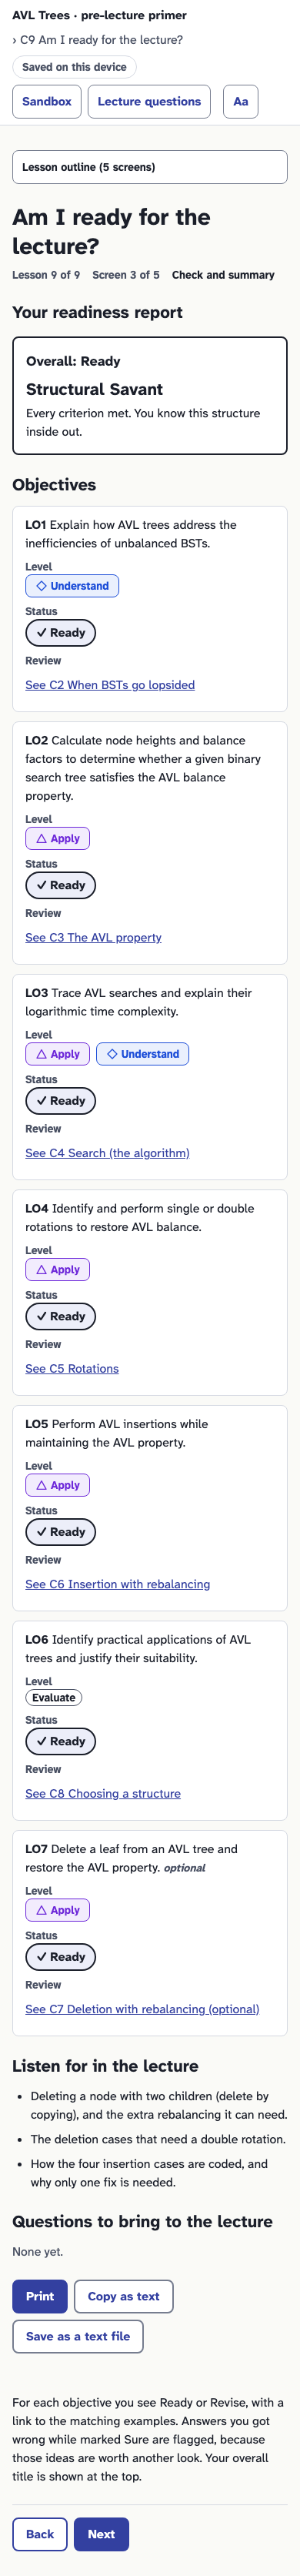 AVL Trees · pre-lecture primer
› C9 Am I ready for the lecture?
Saved on this device
Sandbox
Lecture questions
Aa
Lesson outline (5 screens)
Am I ready for the
lecture?
Lesson 9 of 9 Screen 3 of 5 Check and summary
Your readiness report
Overall: Ready
Structural Savant
Every criterion met. You know this structure
inside out.
Objectives
LO1 Explain how AVL trees address the
inefficiencies of unbalanced BSTs.
Level
◇ Understand
Status
✓ Ready
Review
See C2 When BSTs go lopsided
LO2 Calculate node heights and balance
factors to determine whether a given binary
search tree satisfies the AVL balance
property.
Level
△ Apply
Status
✓ Ready
Review
See C3 The AVL property
LO3 Trace AVL searches and explain their
logarithmic time complexity.
Level
△ Apply ◇ Understand
Status
✓ Ready
Review
See C4 Search (the algorithm)
LO4 Identify and perform single or double
rotations to restore AVL balance.
Level
△ Apply
Status
✓ Ready
Review
See C5 Rotations
LO5 Perform AVL insertions while
maintaining the AVL property.
Level
△ Apply
Status
✓ Ready
Review
See C6 Insertion with rebalancing
LO6 Identify practical applications of AVL
trees and justify their suitability.
Level
Evaluate
Status
✓ Ready
Review
See C8 Choosing a structure
LO7 Delete a leaf from an AVL tree and
restore the AVL property. optional
Level
△ Apply
Status
✓ Ready
Review
See C7 Deletion with rebalancing (optional)
Listen for in the lecture
• Deleting a node with two children (delete by
copying), and the extra rebalancing it can need.
• The deletion cases that need a double rotation.
• How the four insertion cases are coded, and
why only one fix is needed.
Questions to bring to the lecture
None yet.
Print
Copy as text
Save as a text file
For each objective you see Ready or Revise, with a
link to the matching examples. Answers you got
wrong while marked Sure are flagged, because
those ideas are worth another look. Your overall
title is shown at the top.
Back
Next